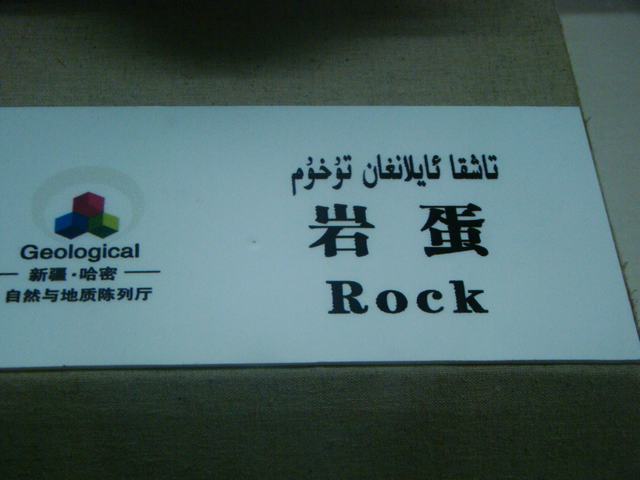 Geological
新疆·哈密
自然与地质陈列厅
تاشقا ئايلانغان تۇخۇم
岩蛋
Rock